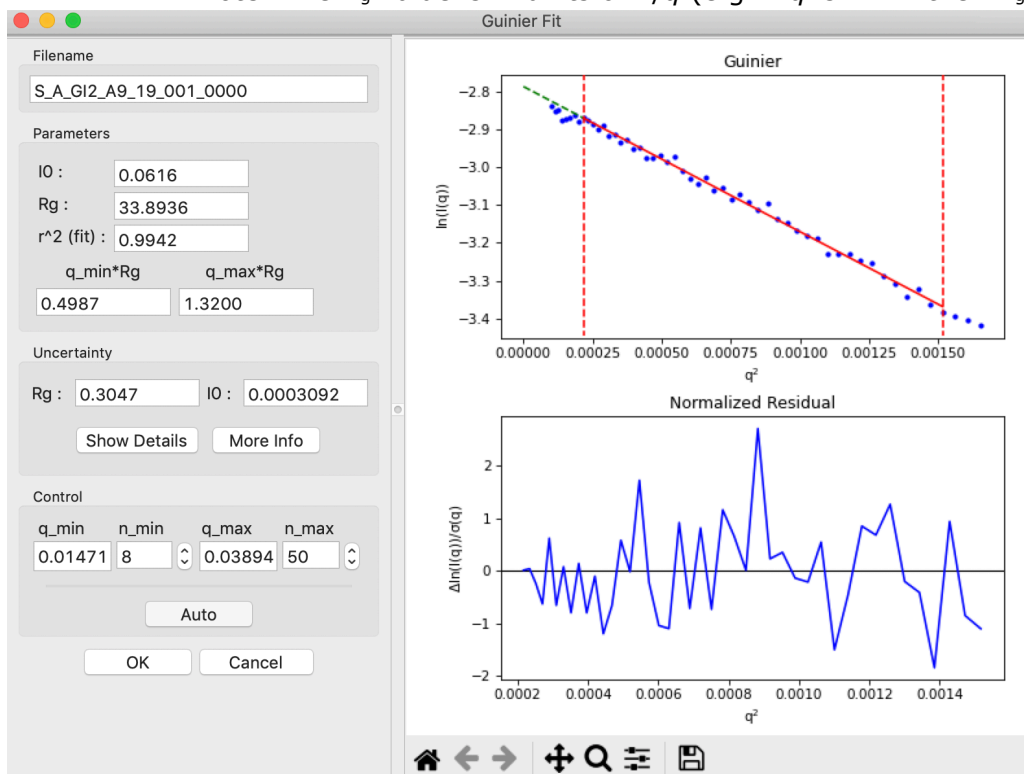 Guinier Fit
Filename
S_A_GI2_A9_19_001_0000
Parameters
I0 : 0.0616
Rg : 33.8936
r^2 (fit) : 0.9942
q_min*Rg q_max*Rg
0.4987 1.3200
Uncertainty
Rg : 0.3047 I0 : 0.0003092
Show Details More Info
Control
q_min n_min q_max n_max
0.01471 8 0.03894 50
Auto
OK Cancel
Guinier
ln(I(q))
−2.8
−2.9
−3.0
−3.1
−3.2
−3.3
−3.4
0.00000 0.00025 0.00050 0.00075 0.00100 0.00125 0.00150
q²
Normalized Residual
Δln(I(q))/σ(q)
2
1
0
−1
−2
0.0002 0.0004 0.0006 0.0008 0.0010 0.0012 0.0014
q²